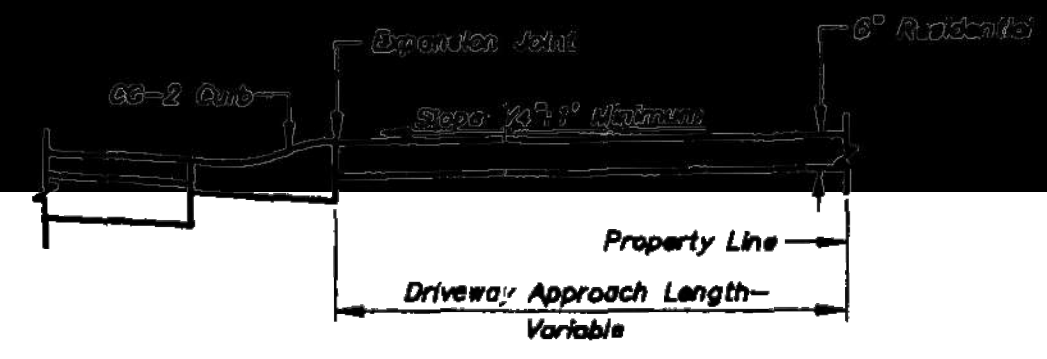 6" Residential
Expansion Joint
CG-2 Curb
Slope 1/4":1' Minimum
Property Line
Driveway Approach Length-
Variable